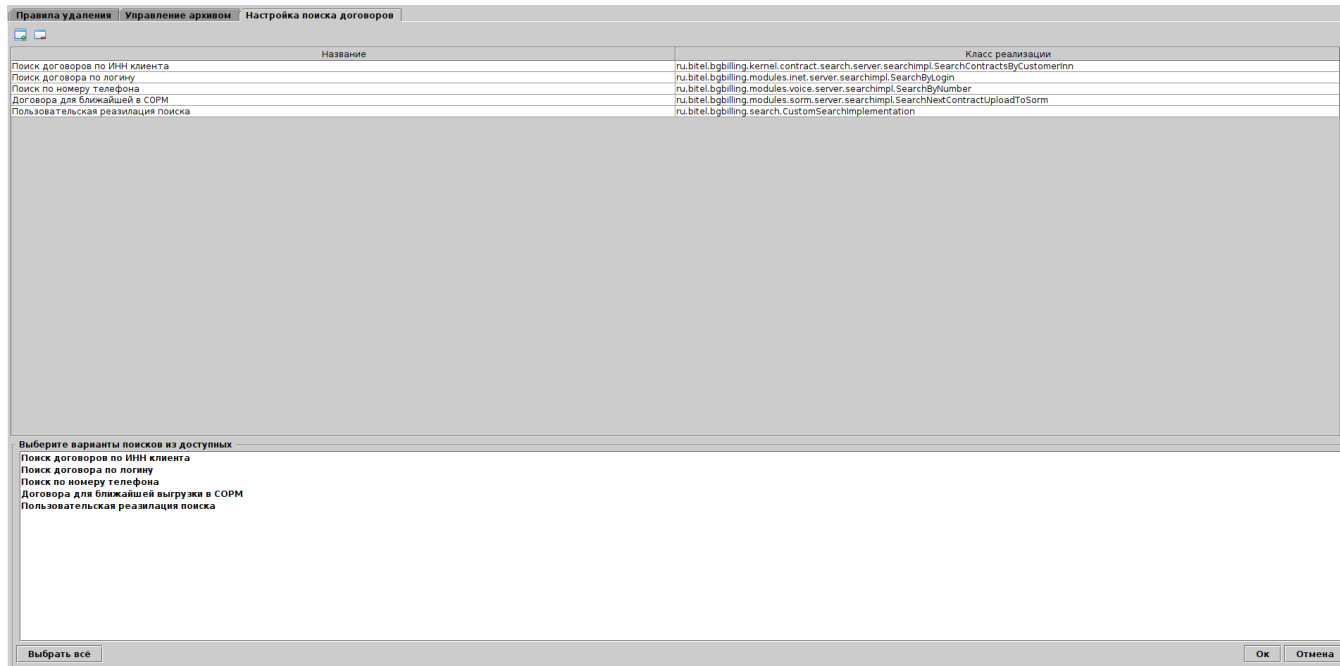 Правила удаления Управление архивом Настройка поиска договоров
Название Класс реализации
Поиск договоров по ИНН клиента ru.bitel.bgbilling.kernel.contract.search.server.searchimpl.SearchContractsByCustomerInn
Поиск договора по логину ru.bitel.bgbilling.modules.inet.server.searchimpl.SearchByLogin
Поиск по номеру телефона ru.bitel.bgbilling.modules.voice.server.searchimpl.SearchByNumber
Договора для ближайшей в СОРМ ru.bitel.bgbilling.modules.sorm.server.searchimpl.SearchNextContractUploadToSorm
Пользовательская реазилация поиска ru.bitel.bgbilling.search.CustomSearchImplementation
Выберите варианты поисков из доступных
Поиск договоров по ИНН клиента
Поиск договора по логину
Поиск по номеру телефона
Договора для ближайшей выгрузки в СОРМ
Пользовательская реазилация поиска
Выбрать всё Ок Отмена